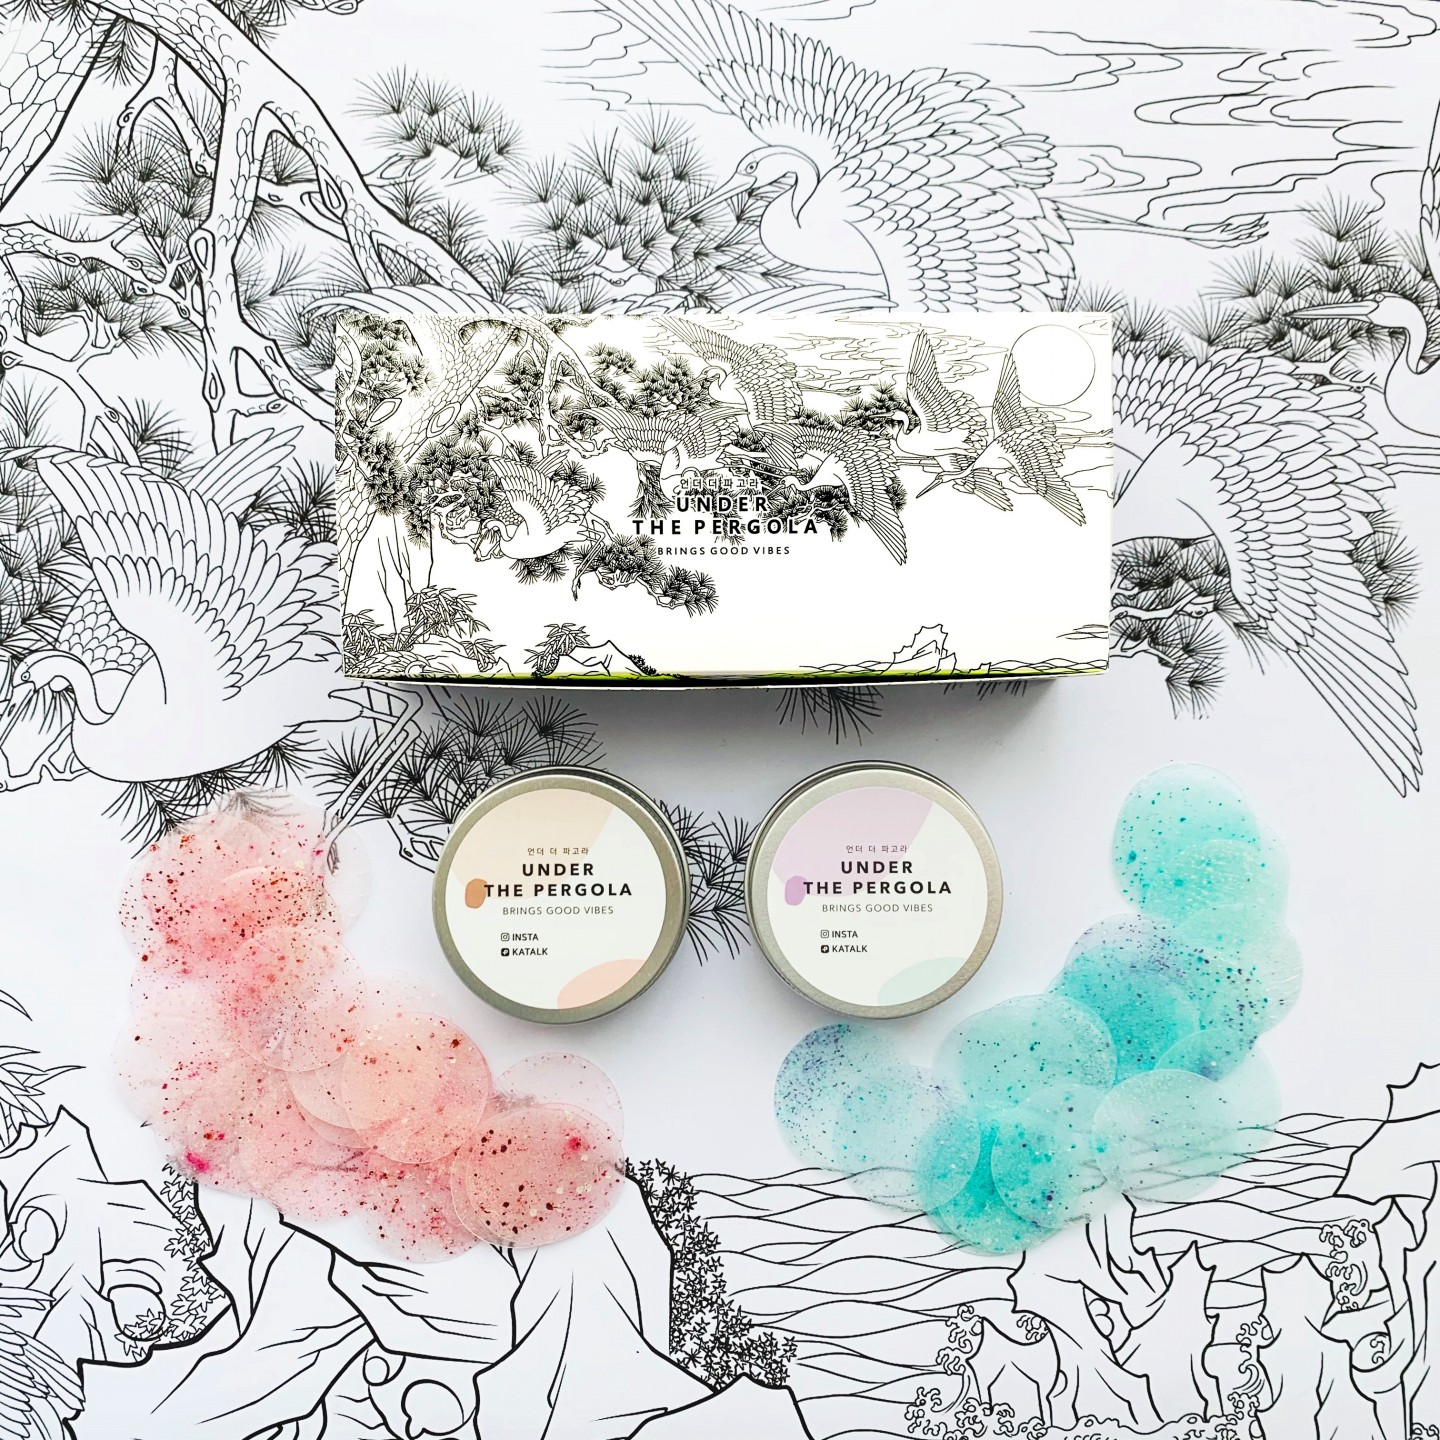 언더 더 파고라
UNDER
THE PERGOLA
BRINGS GOOD VIBES
언더 더 파고라
UNDER
THE PERGOLA
BRINGS GOOD VIBES
INSTA
KATALK
언더 더 파고라
UNDER
THE PERGOLA
BRINGS GOOD VIBES
INSTA
KATALK